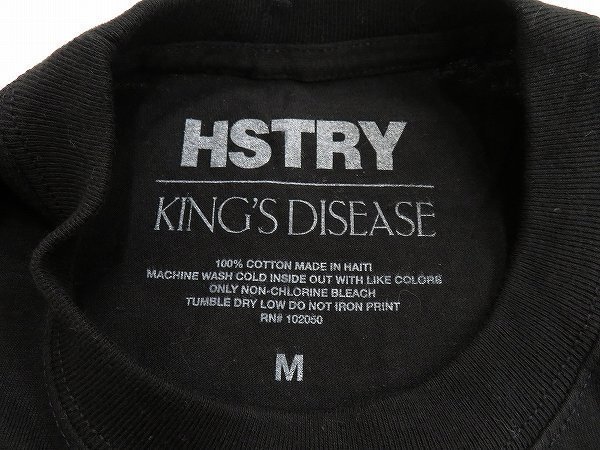 HSTRY
KING'S DISEASE
100% COTTON MADE IN HAITI
MACHINE WASH COLD INSIDE OUT WITH LIKE COLORS
ONLY NON-CHLORINE BLEACH
TUMBLE DRY LOW DO NOT IRON PRINT
RN# 102050
M